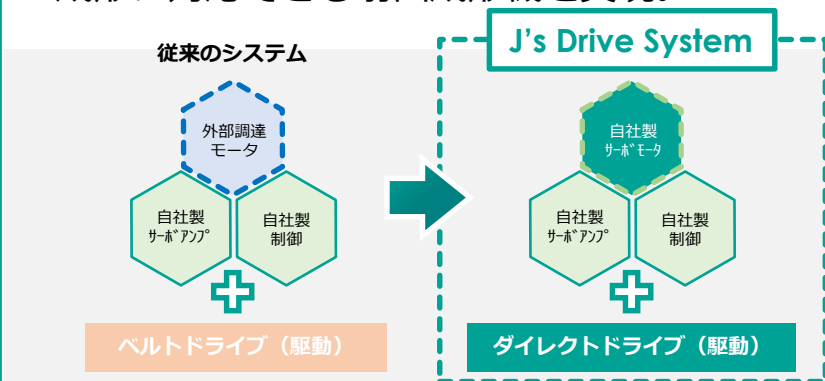 J's Drive System
従来のシステム
外部調達
モータ
自社製
サーボアンプ
自社製
制御
ベルトドライブ（駆動）
自社製
サーボモータ
自社製
サーボアンプ
自社製
制御
ダイレクトドライブ（駆動）